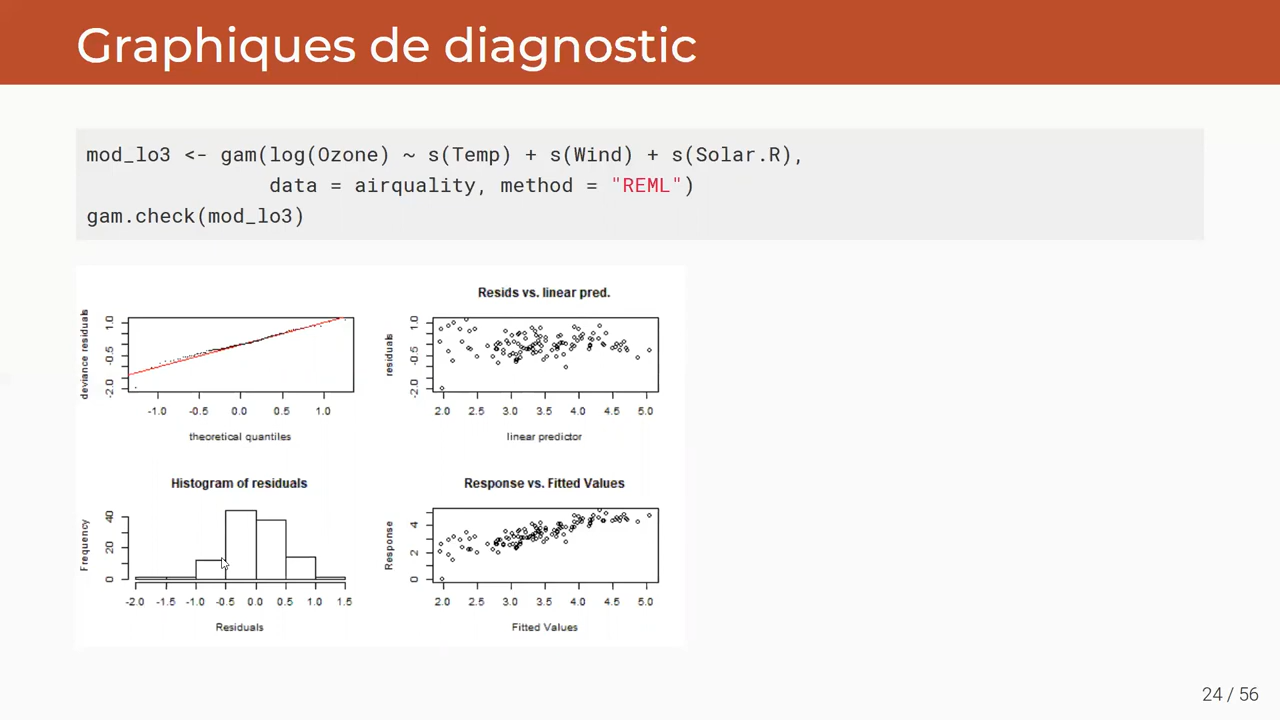 Graphiques de diagnostic
mod_lo3 <- gam(log(Ozone) ~ s(Temp) + s(Wind) + s(Solar.R),
data = airquality, method = "REML")
gam.check(mod_lo3)
deviance residuals
-2.0 -0.5 1.0
-1.0 -0.5 0.0 0.5 1.0
theoretical quantiles
Resids vs. linear pred.
residuals
-2.0 -0.5 1.0
2.0 2.5 3.0 3.5 4.0 4.5 5.0
linear predictor
Histogram of residuals
Frequency
0 20 40
-2.0 -1.5 -1.0 -0.5 0.0 0.5 1.0 1.5
Residuals
Response vs. Fitted Values
Response
0 2 4
2.0 2.5 3.0 3.5 4.0 4.5 5.0
Fitted Values
24 / 56